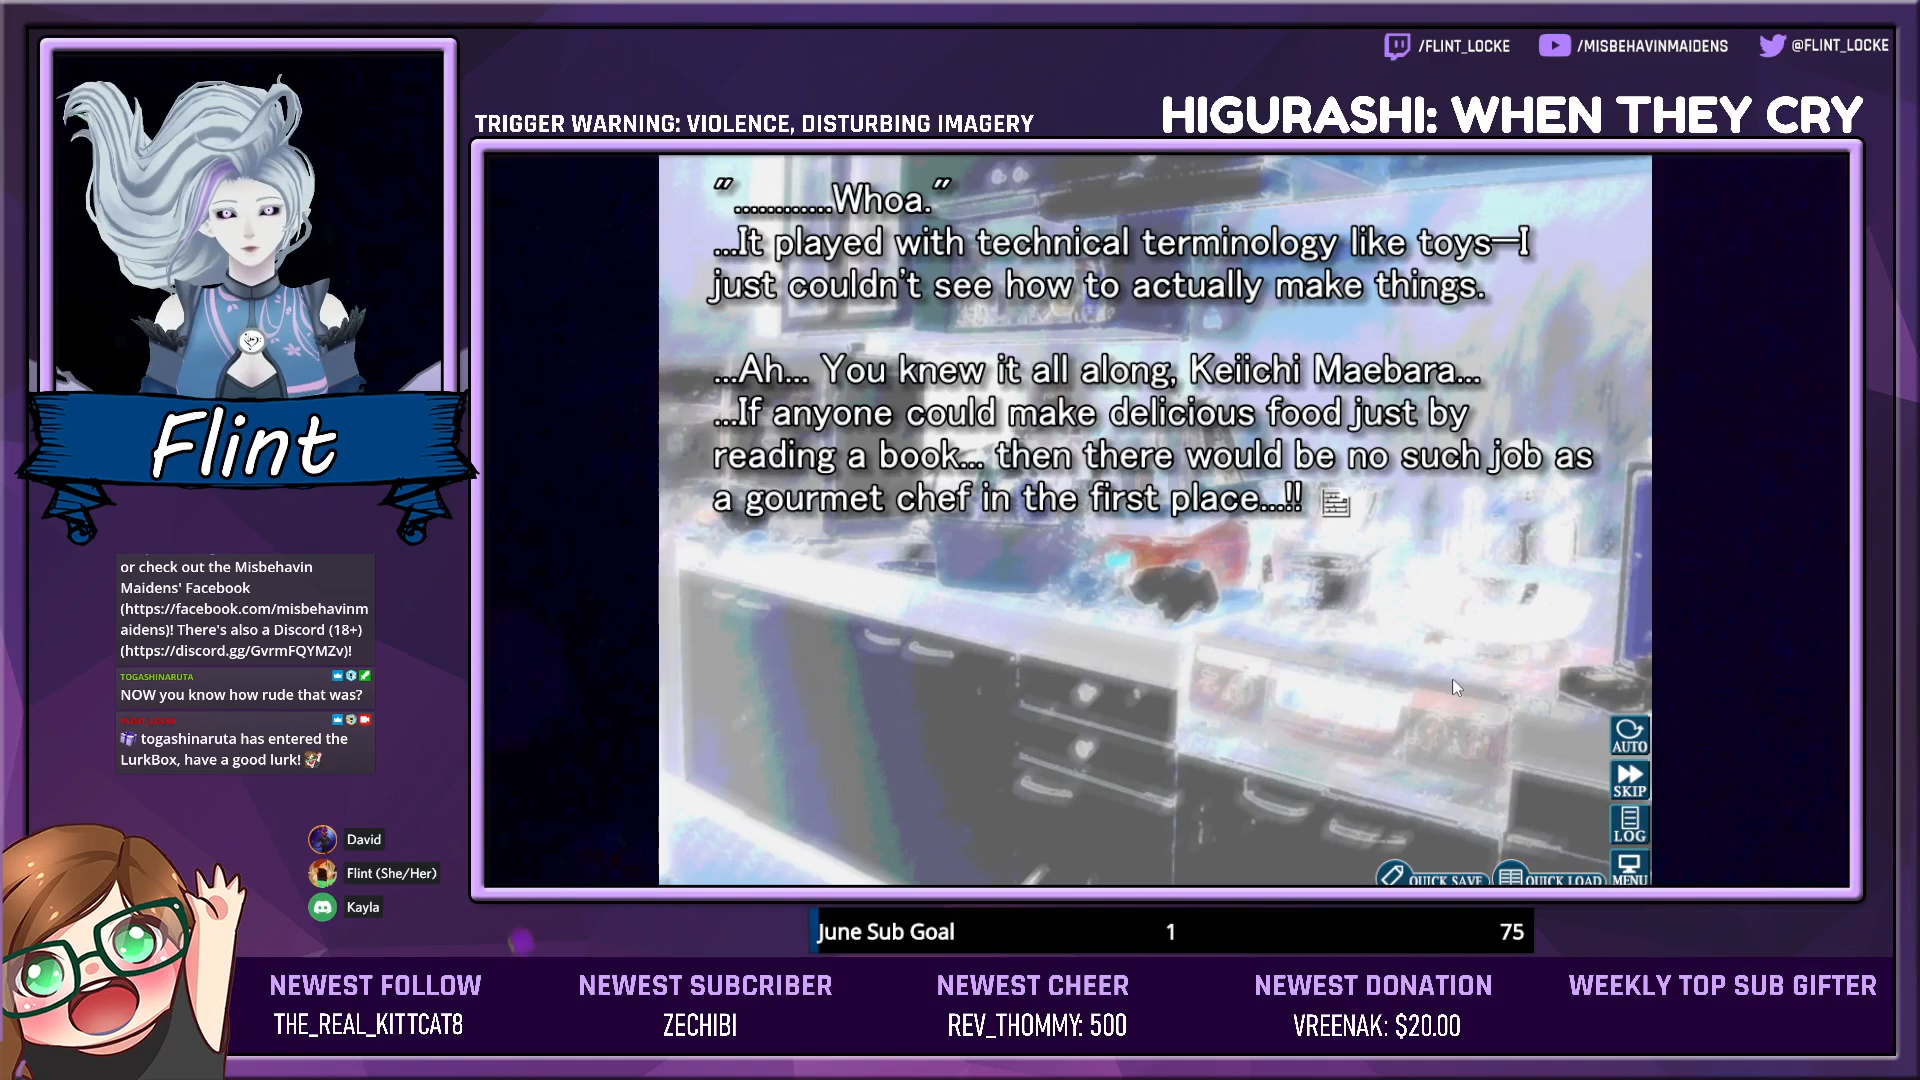 /FLINT_LOCKE
/MISBEHAVINMAIDENS
@FLINT_LOCKE
TRIGGER WARNING: VIOLENCE, DISTURBING IMAGERY
HIGURASHI: WHEN THEY CRY
"............Whoa."
...It played with technical terminology like toys—I
just couldn't see how to actually make things.
...Ah... You knew it all along, Keiichi Maebara...
...If anyone could make delicious food just by
reading a book... then there would be no such job as
a gourmet chef in the first place...!!
AUTO
SKIP
LOG
MENU
QUICK SAVE
QUICK LOAD
Flint
or check out the Misbehavin
Maidens' Facebook
(https://facebook.com/misbehavinm
aidens)! There's also a Discord (18+)
(https://discord.gg/GvrmFQYMZv)!
TOGASHINARUTA
NOW you know how rude that was?
FLINT_LOCKE
togashinaruta has entered the
LurkBox, have a good lurk!
David
Flint (She/Her)
Kayla
June Sub Goal 1 75
NEWEST FOLLOW
THE_REAL_KITTCAT8
NEWEST SUBCRIBER
ZECHIBI
NEWEST CHEER
REV_THOMMY: 500
NEWEST DONATION
VREENAK: $20.00
WEEKLY TOP SUB GIFTER